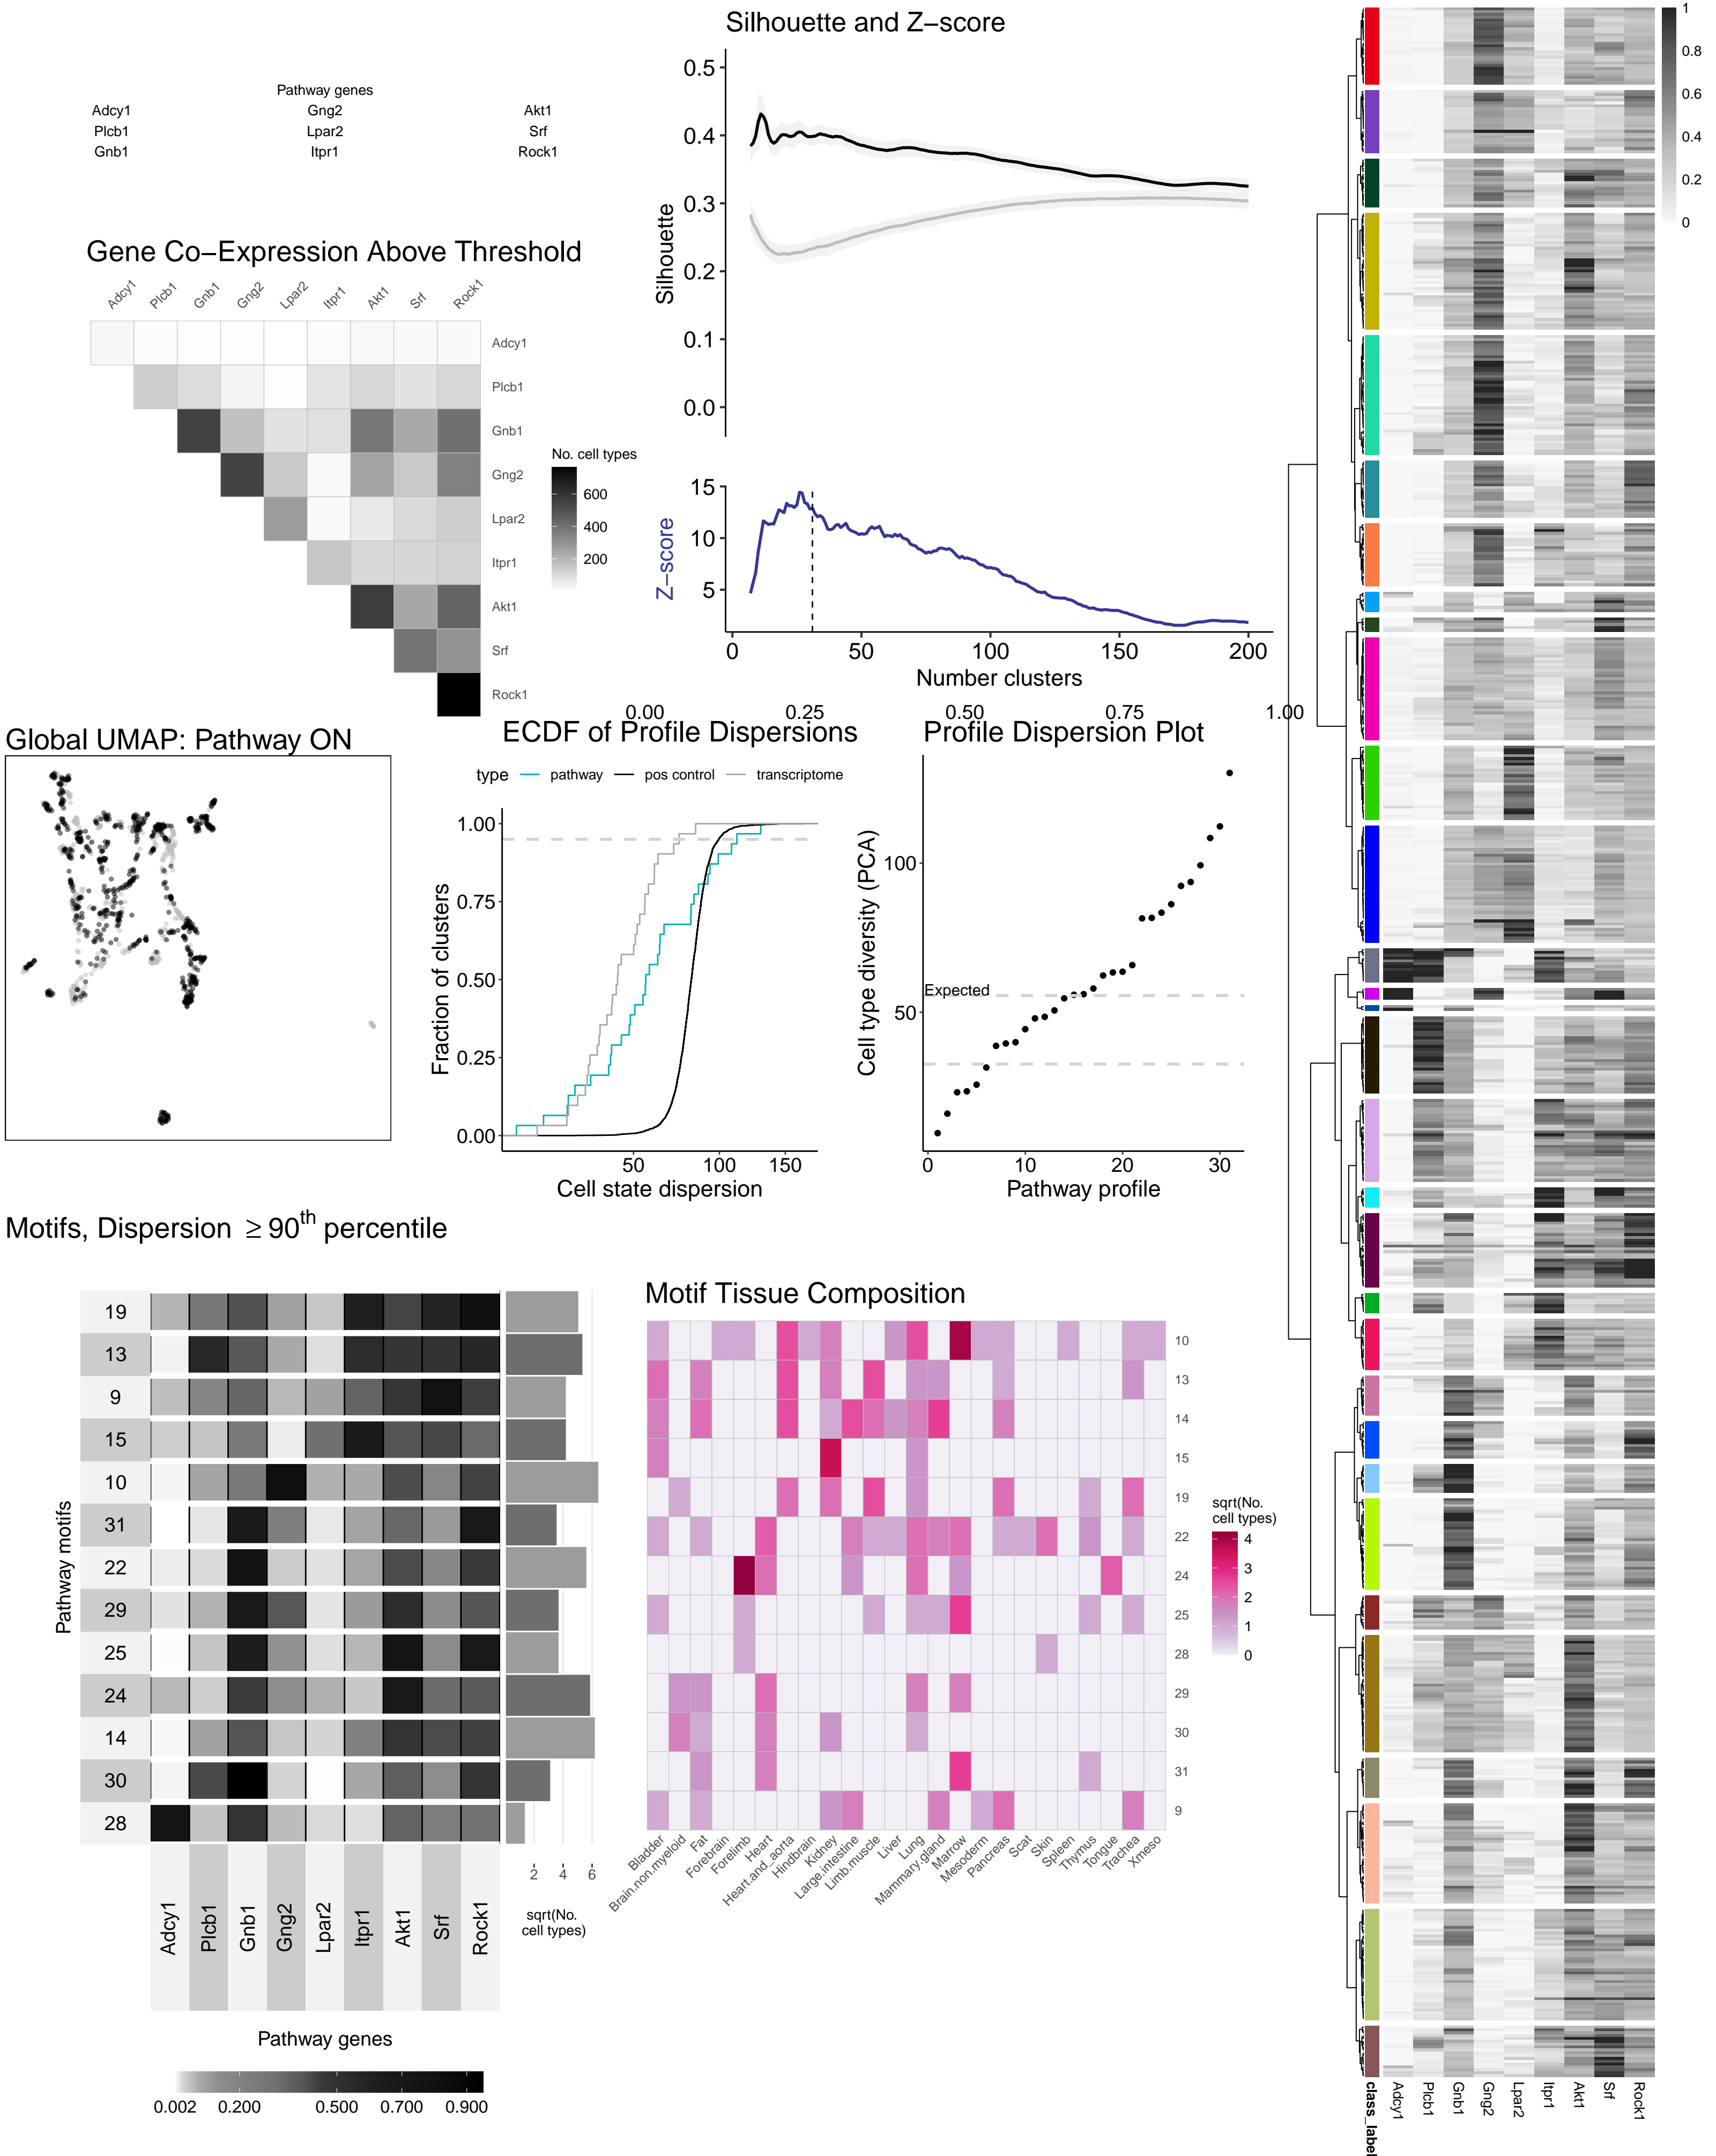 Silhouette and Z−score
Pathway genes
Adcy1 Gng2 Akt1
Plcb1 Lpar2 Srf
Gnb1 Itpr1 Rock1
0.5
0.4
0.3
0.2
0.1
0.0
Silhouette
15
10
5
Z−score
0 50 100 150 200
Number clusters
Gene Co−Expression Above Threshold
Adcy1 Plcb1 Gnb1 Gng2 Lpar2 Itpr1 Akt1 Srf Rock1
Adcy1
Plcb1
Gnb1
Gng2
Lpar2
Itpr1
Akt1
Srf
Rock1
No. cell types
600
400
200
0.00 0.25 0.50 0.75 1.00
Global UMAP: Pathway ON
ECDF of Profile Dispersions
type pathway pos control transcriptome
1.00
0.75
0.50
0.25
0.00
Fraction of clusters
50 100 150
Cell state dispersion
Profile Dispersion Plot
100
50
Expected
Cell type diversity (PCA)
0 10 20 30
Pathway profile
Motifs, Dispersion ≥ 90th percentile
19
13
9
15
10
31
22
29
25
24
14
30
28
Pathway motifs
Adcy1 Plcb1 Gnb1 Gng2 Lpar2 Itpr1 Akt1 Srf Rock1
2 4 6
sqrt(No.
cell types)
Pathway genes
0.002 0.200 0.500 0.700 0.900
Motif Tissue Composition
10
13
14
15
19
22
24
25
28
29
30
31
9
Bladder Brain.non.myeloid Fat Forebrain Forelimb Heart Heart.and_aorta Hindbrain Kidney Large.intestine Limb.muscle Liver Lung Mammary.gland Marrow Mesoderm Pancreas Scat Skin Spleen Thymus Tongue Trachea Xmeso
sqrt(No.
cell types)
4
3
2
1
0
1
0.8
0.6
0.4
0.2
0
class_label Adcy1 Plcb1 Gnb1 Gng2 Lpar2 Itpr1 Akt1 Srf Rock1